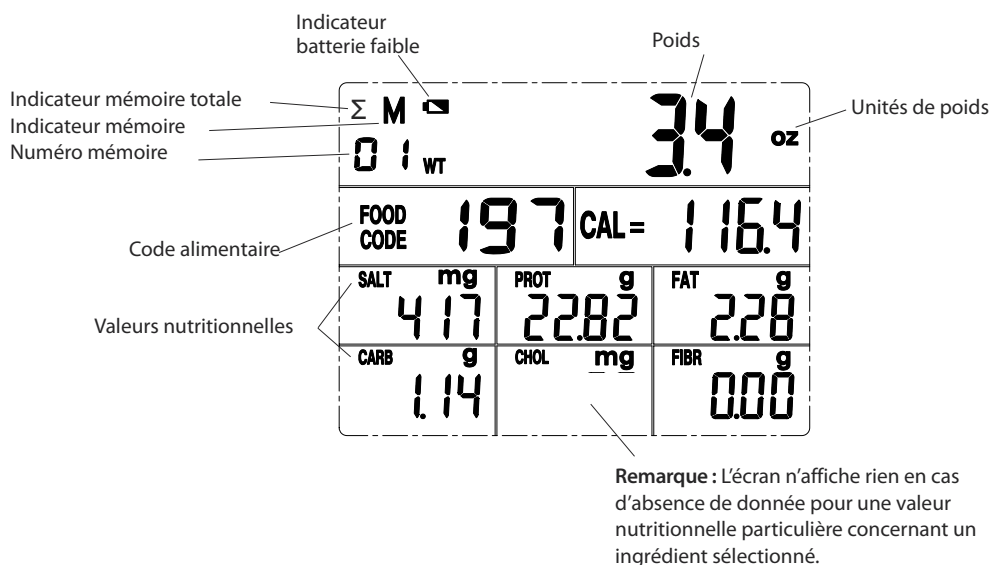 Indicateur
batterie faible
Poids
Indicateur mémoire totale
Indicateur mémoire
Numéro mémoire
Unités de poids
Σ M
3.4 oz
01 WT
FOOD
CODE
197
CAL = 116.4
Code alimentaire
SALT mg
417
PROT g
22.82
FAT g
2.28
Valeurs nutritionnelles
CARB g
1.14
CHOL mg
FIBR g
0.00
Remarque : L'écran n'affiche rien en cas
d'absence de donnée pour une valeur
nutritionnelle particulière concernant un
ingrédient sélectionné.